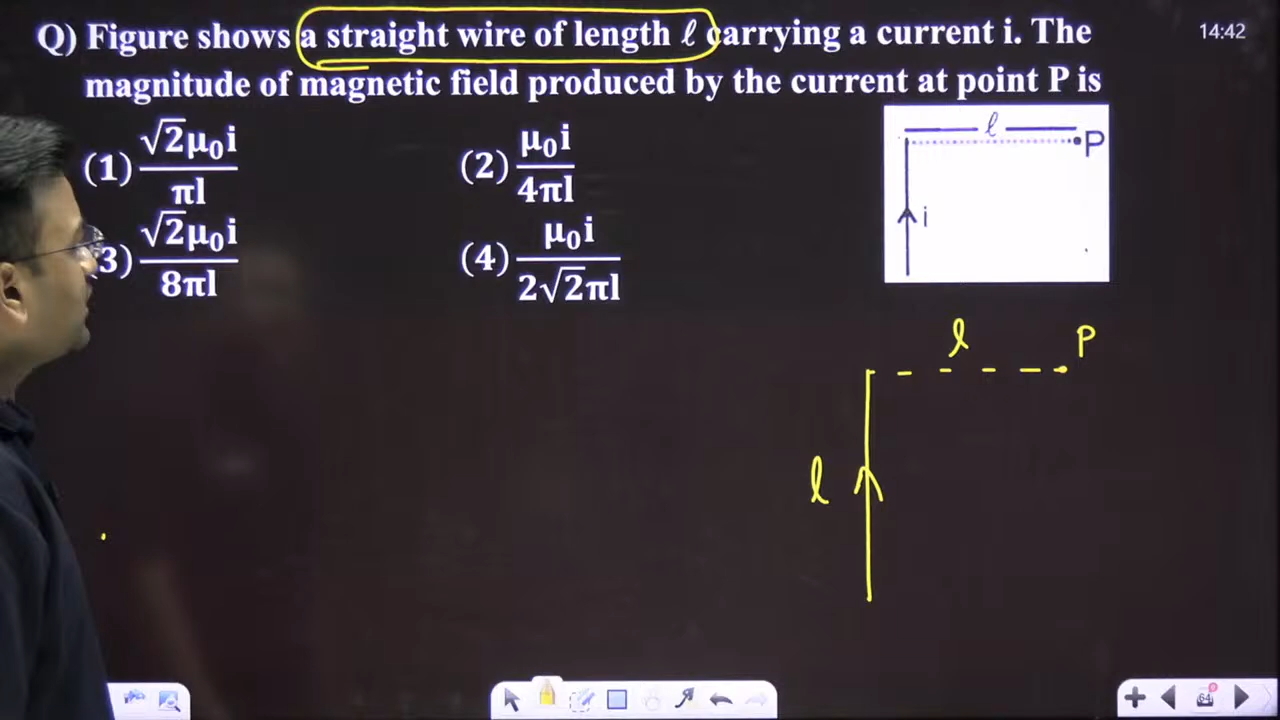 Q) Figure shows a straight wire of length ℓ carrying a current i. The 14:42
magnitude of magnetic field produced by the current at point P is
(1) √2μ₀i/πl (2) μ₀i/4πl
3) √2μ₀i/8πl (4) μ₀i/2√2πl
ℓ
P
i
ℓ P
ℓ
64